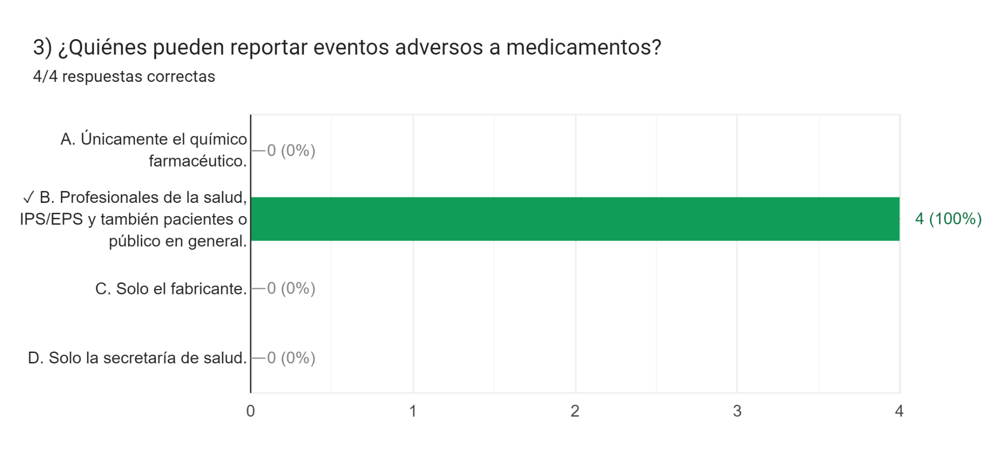 3) ¿Quiénes pueden reportar eventos adversos a medicamentos?
4/4 respuestas correctas
A. Únicamente el químico
farmacéutico.
0 (0%)
✓ B. Profesionales de la salud,
IPS/EPS y también pacientes o
público en general.
4 (100%)
C. Solo el fabricante.
0 (0%)
D. Solo la secretaría de salud.
0 (0%)
0 1 2 3 4